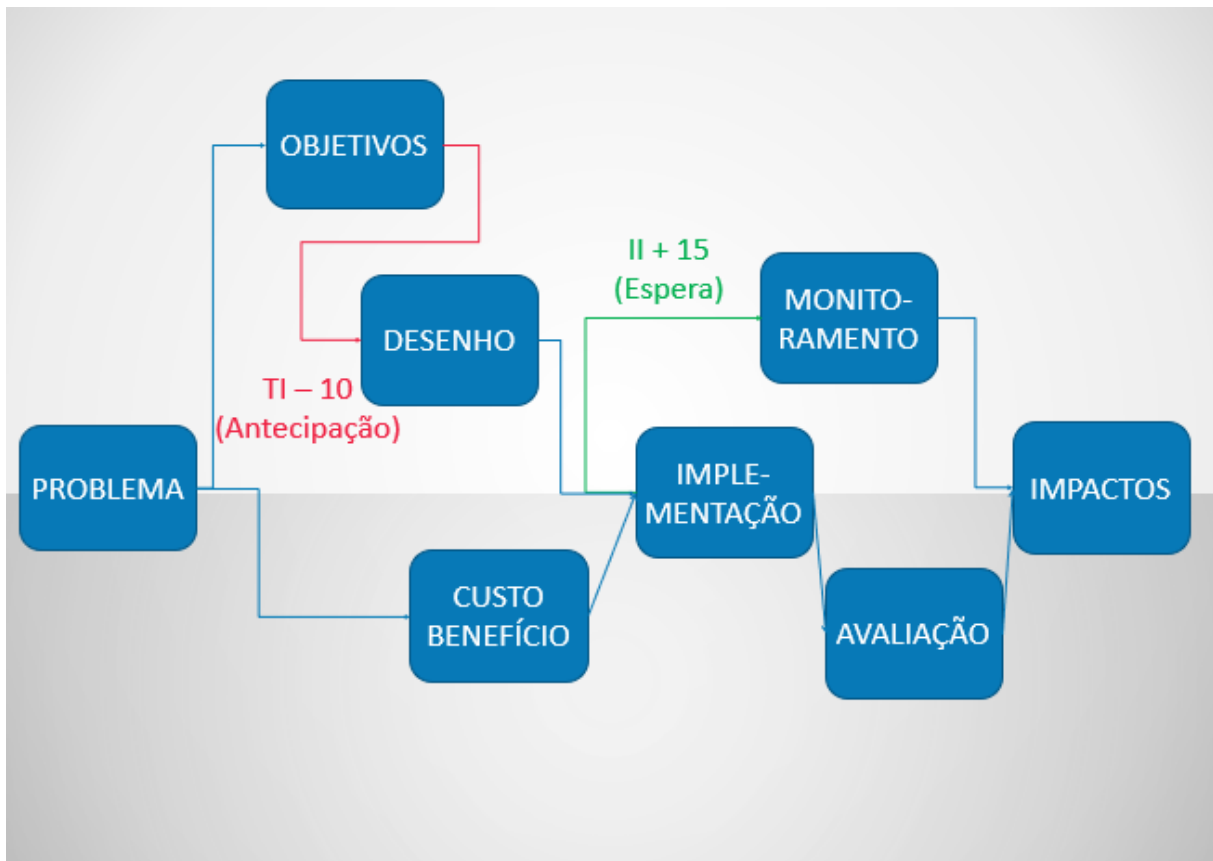 OBJETIVOS
II + 15
(Espera)
MONITO-
RAMENTO
DESENHO
TI – 10
(Antecipação)
PROBLEMA
IMPLE-
MENTAÇÃO
IMPACTOS
CUSTO
BENEFÍCIO
AVALIAÇÃO